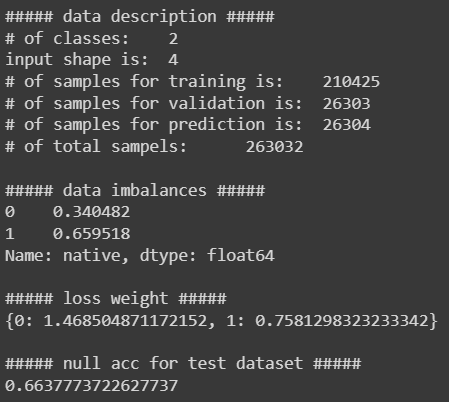 ##### data description #####
# of classes:    2
input shape is:  4
# of samples for training is:    210425
# of samples for validation is:  26303
# of samples for prediction is:  26304
# of total sampels:      263032
##### data imbalances #####
0    0.340482
1    0.659518
Name: native, dtype: float64
##### loss weight #####
{0: 1.468504871172152, 1: 0.7581298323233342}
##### null acc for test dataset #####
0.6637773722627737